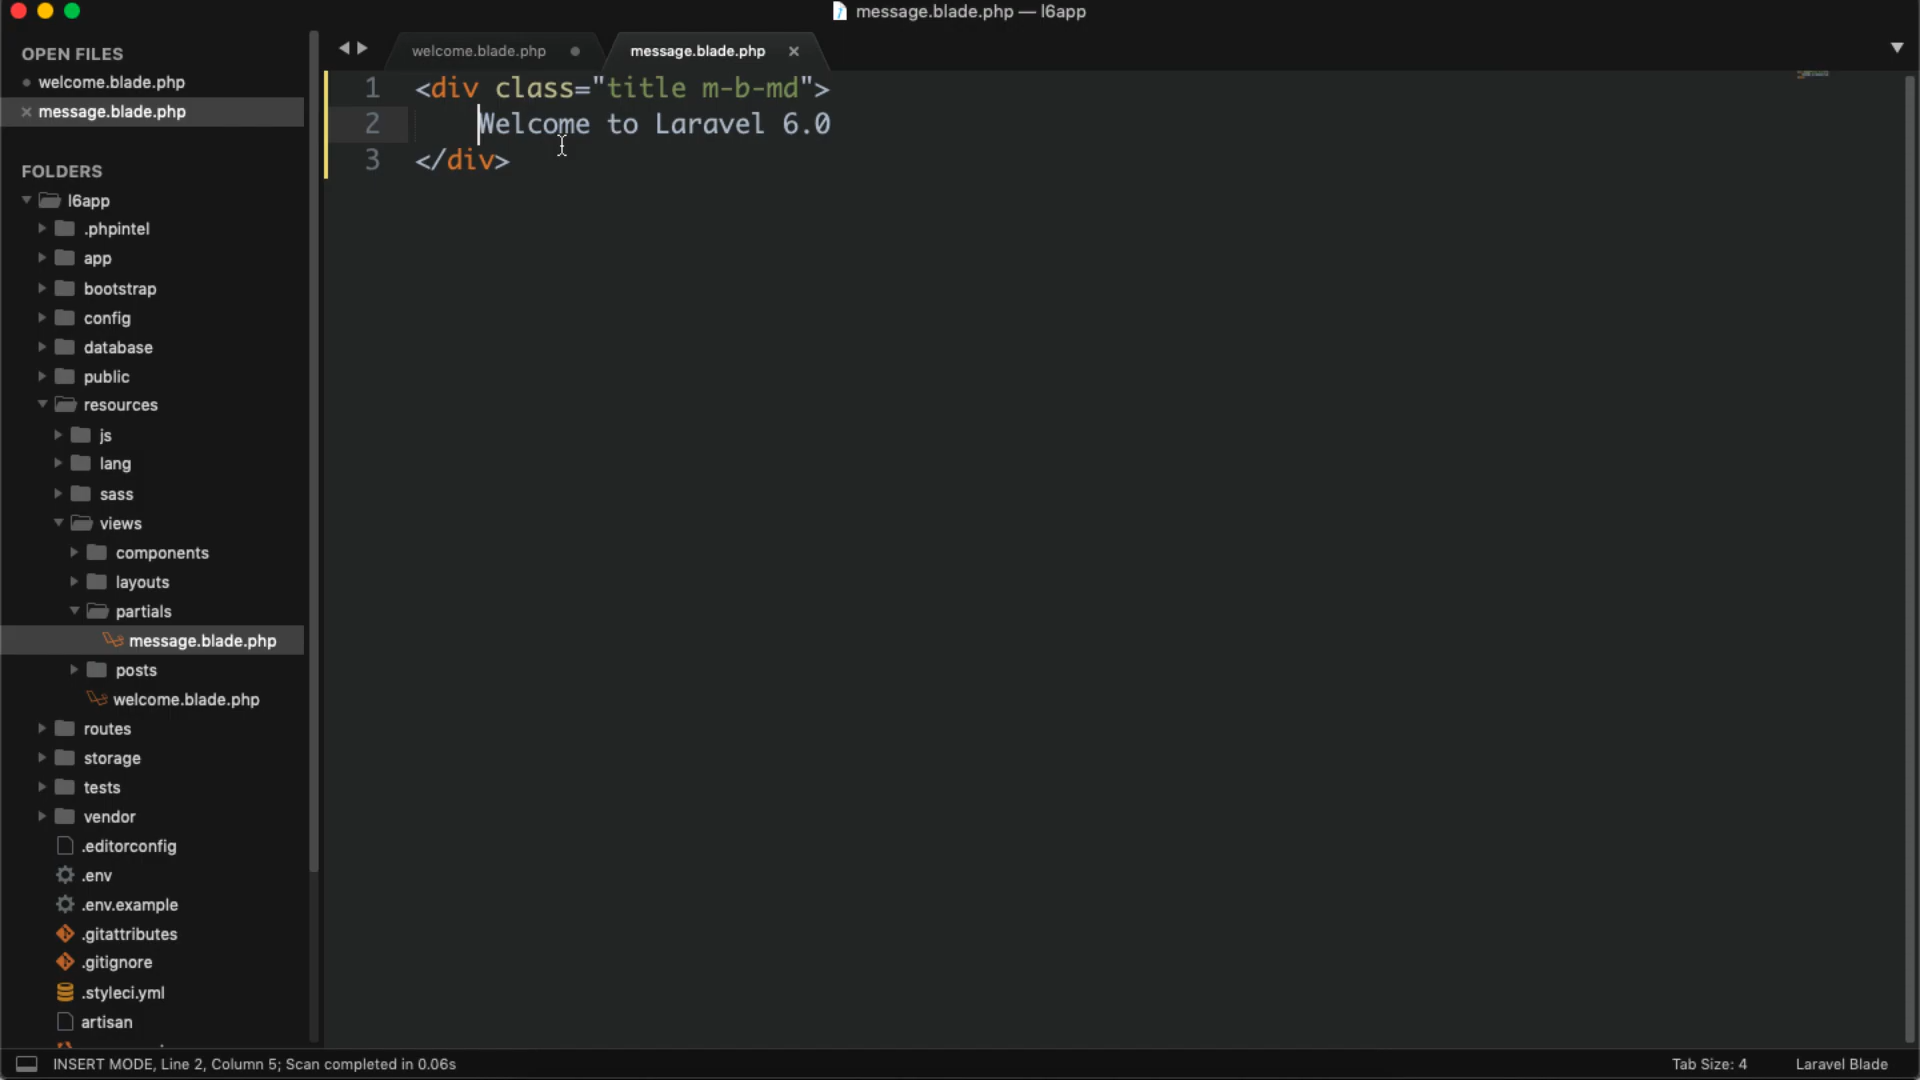 message.blade.php — l6app
OPEN FILES
welcome.blade.php
message.blade.php
FOLDERS
l6app
.phpintel
app
bootstrap
config
database
public
resources
js
lang
sass
views
components
layouts
partials
message.blade.php
posts
welcome.blade.php
routes
storage
tests
vendor
.editorconfig
.env
.env.example
.gitattributes
.gitignore
.styleci.yml
artisan
welcome.blade.php
message.blade.php
1 <div class="title m-b-md">
2 Welcome to Laravel 6.0
3 </div>
INSERT MODE, Line 2, Column 5; Scan completed in 0.06s
Tab Size: 4
Laravel Blade